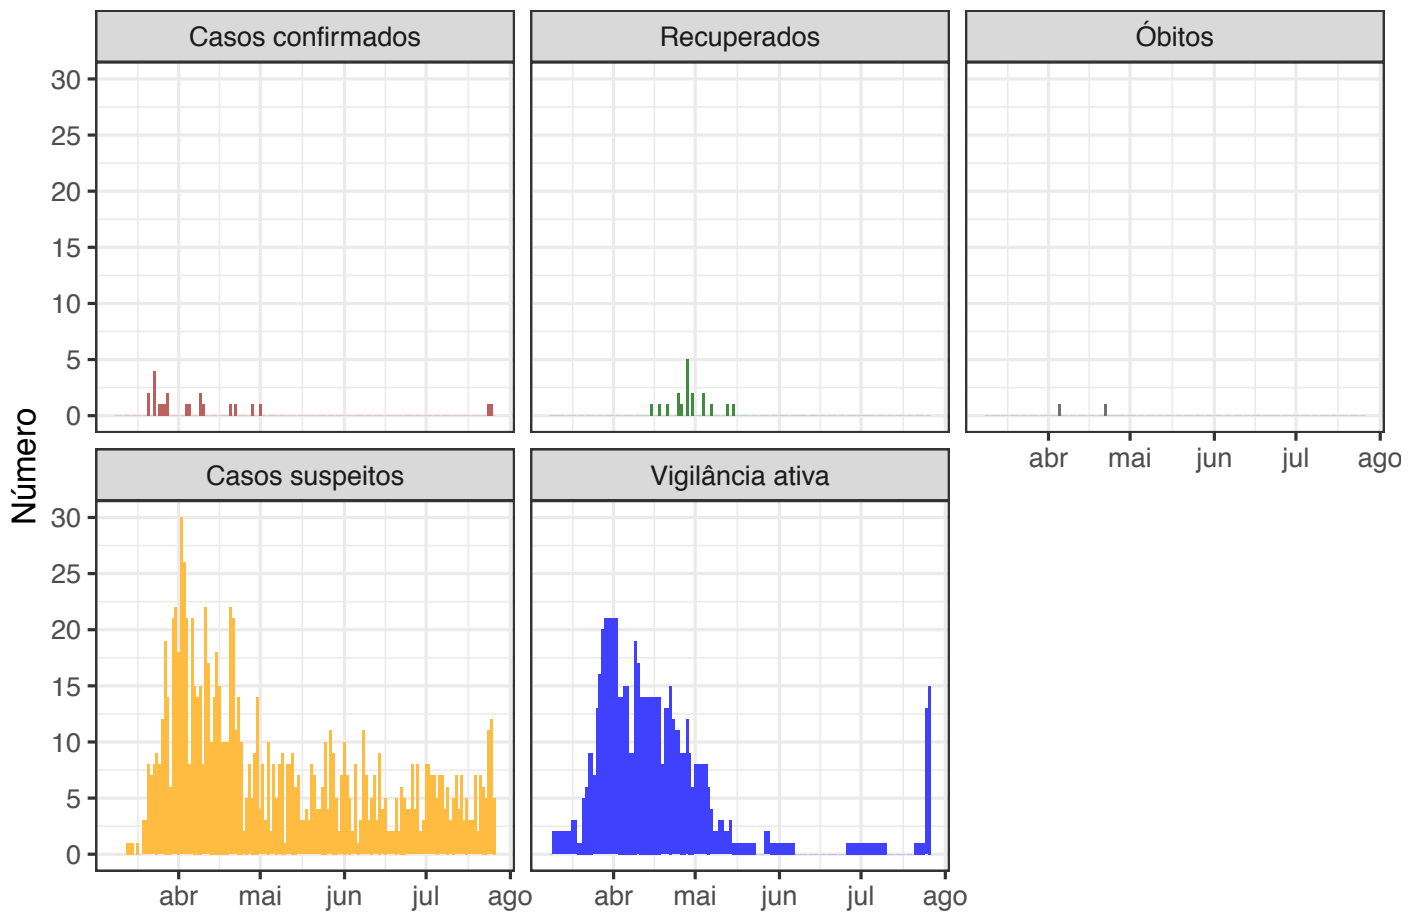 Casos confirmados
Recuperados
Óbitos
30
25
20
15
10
5
0
abr mai jun jul ago
Número
Casos suspeitos
Vigilância ativa
30
25
20
15
10
5
0
abr mai jun jul ago
abr mai jun jul ago